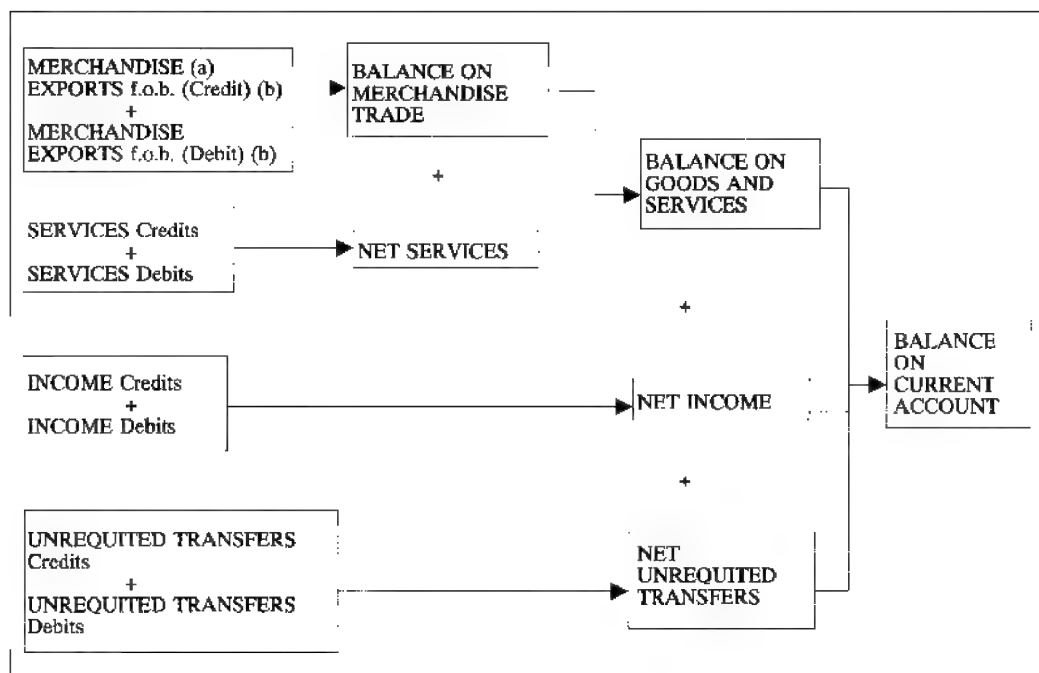 MERCHANDISE (a)
EXPORTS f.o.b. (Credit) (b)
+
MERCHANDISE
EXPORTS f.o.b. (Debit) (b)
BALANCE ON
MERCHANDISE
TRADE
+
SERVICES Credits
+
SERVICES Debits
NET SERVICES
BALANCE ON
GOODS AND
SERVICES
+
INCOME Credits
+
INCOME Debits
NET INCOME
+
UNREQUITED TRANSFERS
Credits
+
UNREQUITED TRANSFERS
Debits
NET
UNREQUITED
TRANSFERS
BALANCE
ON
CURRENT
ACCOUNT